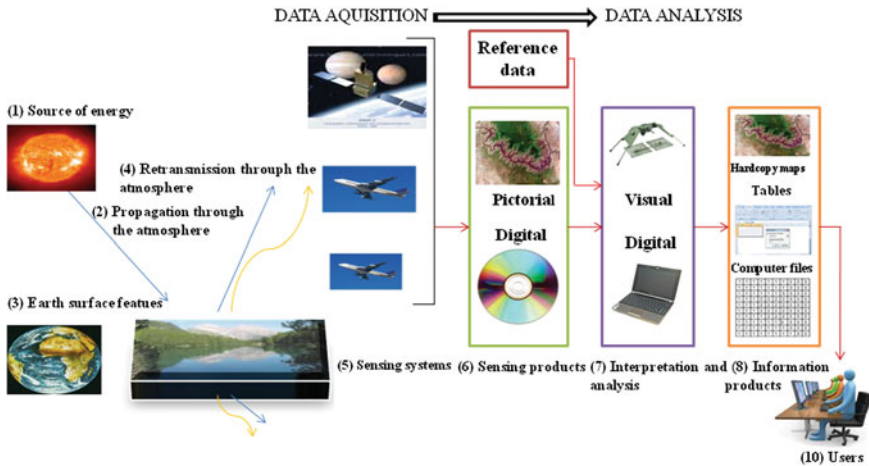 DATA AQUISITION
DATA ANALYSIS
Reference
data
(1) Source of energy
(4) Retransmission through the
atmosphere
(2) Propagation through
the atmosphere
(3) Earth surface featues
Pictorial
Digital
Visual
Digital
Hardcopy maps
Tables
Computer files
(5) Sensing systems
(6) Sensing products
(7) Interpretation and
analysis
(8) Information
products
(10) Users